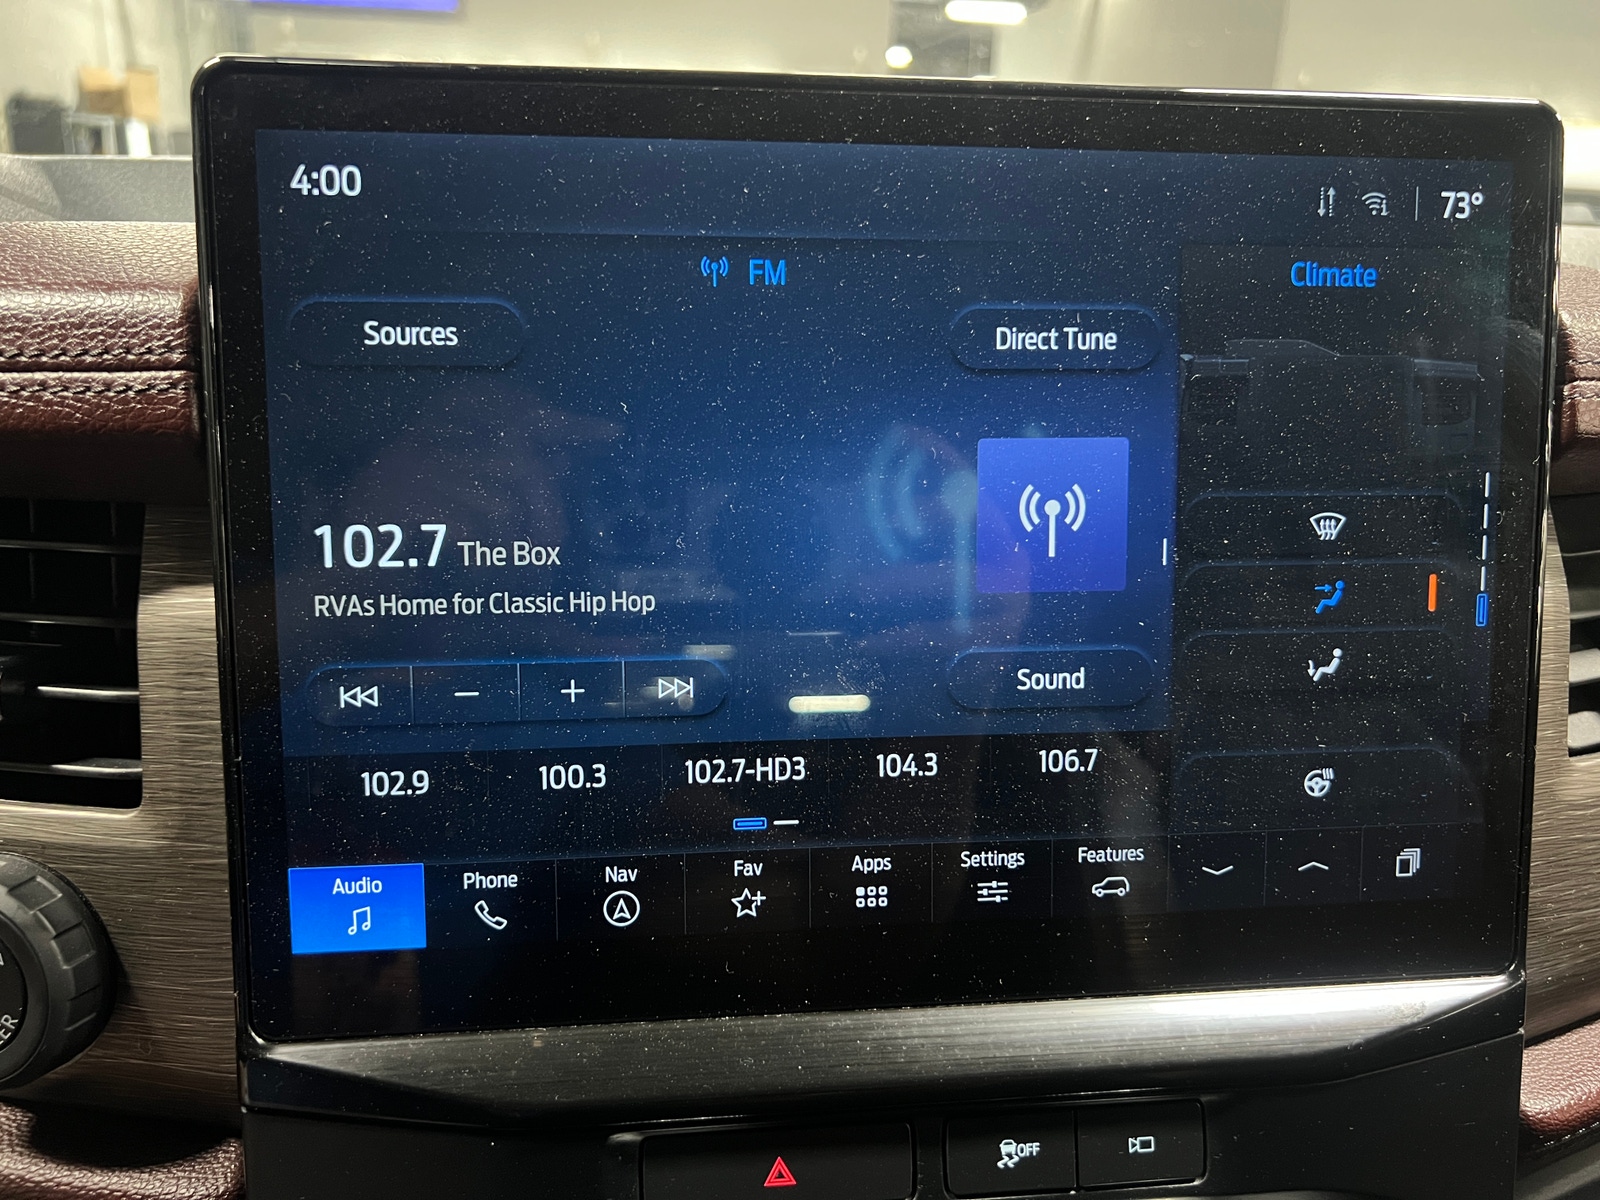 4:00
73°
FM
Climate
Sources
Direct Tune
102.7 The Box
RVAs Home for Classic Hip Hop
Sound
102.9 100.3 102.7-HD3 104.3 106.7
Audio Phone Nav Fav Apps Settings Features
OFF